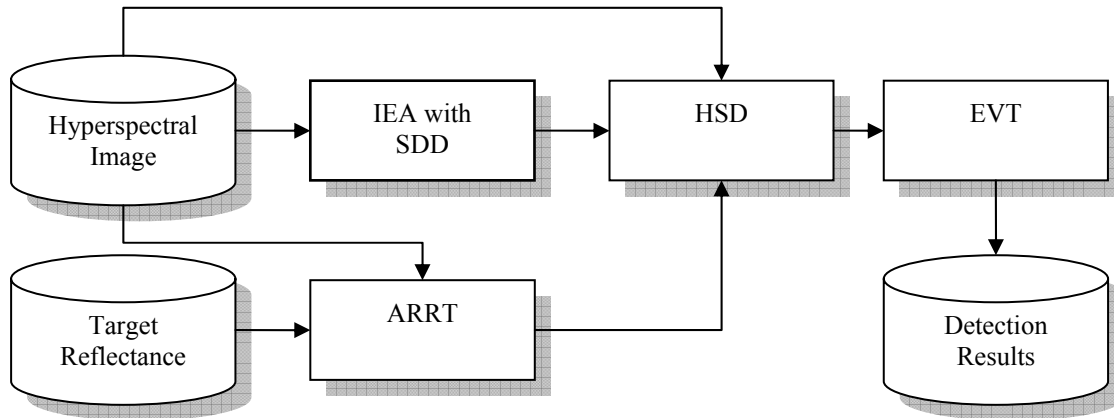 Hyperspectral
Image
IEA with
SDD
HSD
EVT
Target
Reflectance
ARRT
Detection
Results